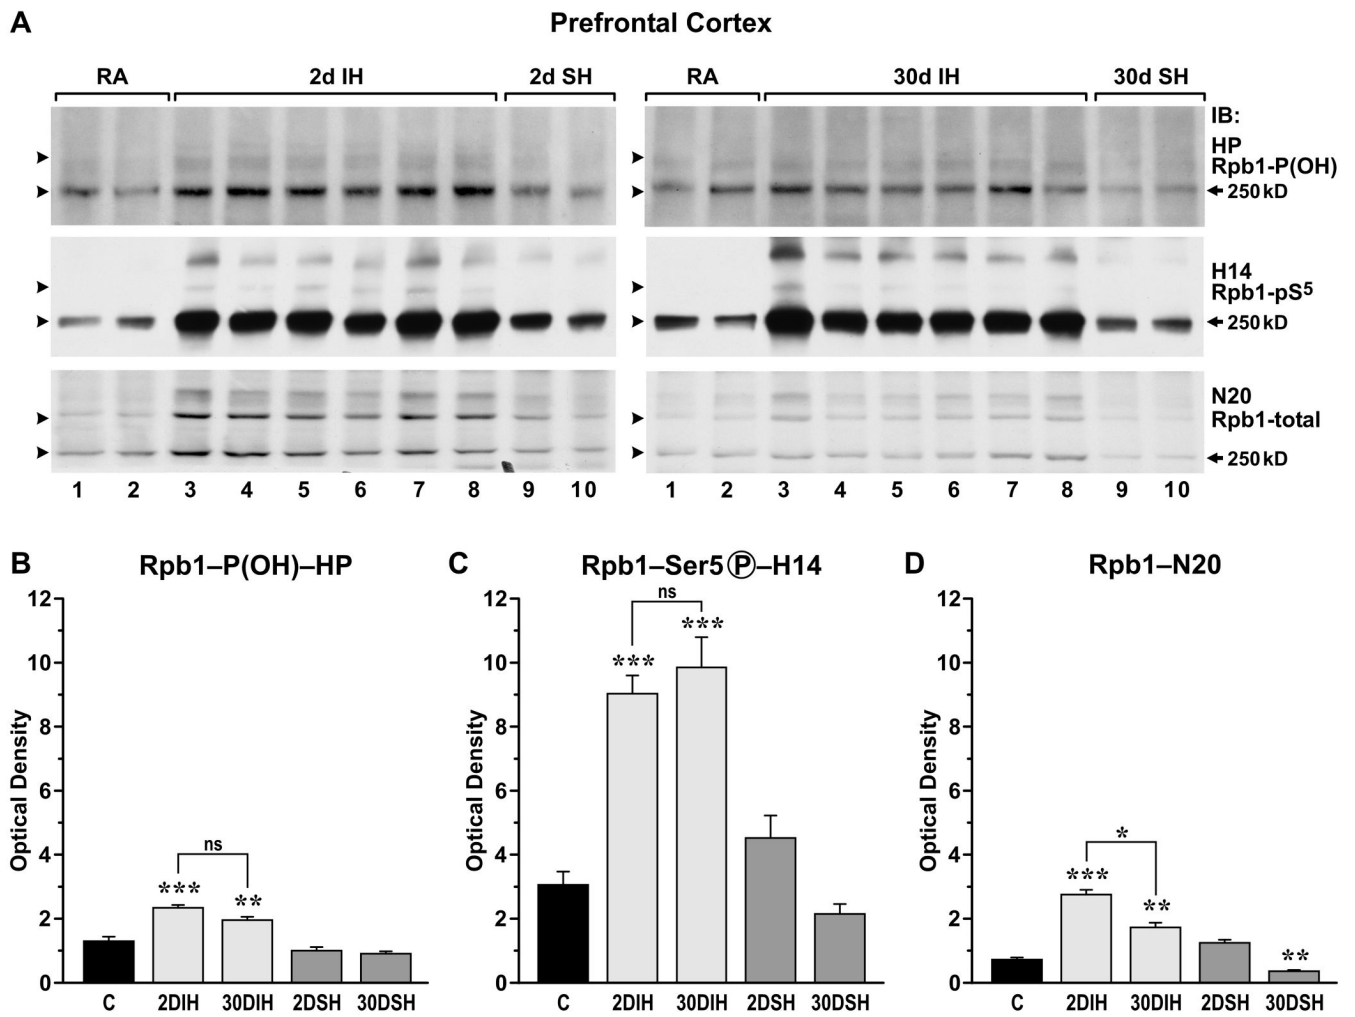 A Prefrontal Cortex
RA 2d IH 2d SH RA 30d IH 30d SH
IB:
HP
Rpb1-P(OH)
250 kD
H14
Rpb1-pS5
250 kD
N20
Rpb1-total
250 kD
1 2 3 4 5 6 7 8 9 10 1 2 3 4 5 6 7 8 9 10
B Rpb1–P(OH)–HP
Optical Density
12
10
8
6
4
2
0
ns
*** **
C 2DIH 30DIH 2DSH 30DSH
C Rpb1–Ser5Ⓟ–H14
Optical Density
12
10
8
6
4
2
0
ns
*** ***
C 2DIH 30DIH 2DSH 30DSH
D Rpb1–N20
Optical Density
12
10
8
6
4
2
0
*
*** ** **
C 2DIH 30DIH 2DSH 30DSH